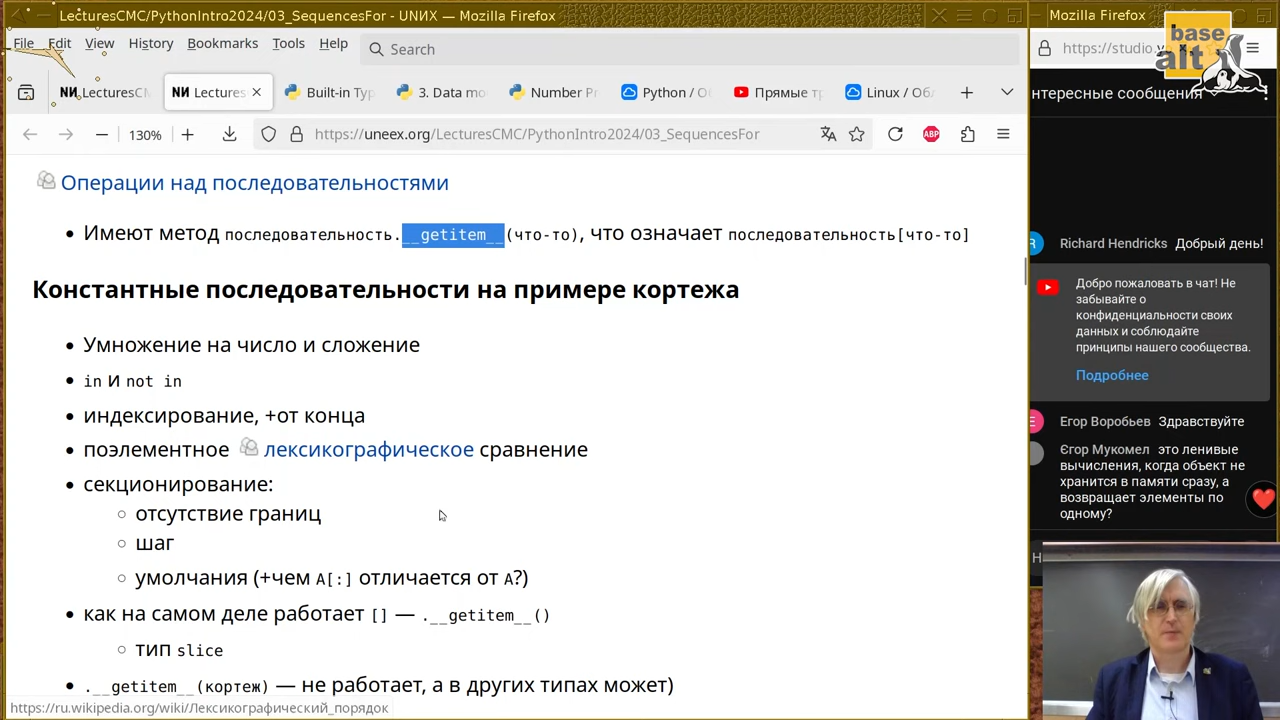 LecturesCMC/PythonIntro2024/03_SequencesFor - UNИX — Mozilla Firefox
Mozilla Firefox
File Edit View History Bookmarks Tools Help
Search
https://studio.y
base
alt
LecturesCM
Lectures
Built-in Typ
3. Data mo
Number Pr
Python / О
Прямые тр
Linux / Обл
нтересные сообщения
130%
https://uneex.org/LecturesCMC/PythonIntro2024/03_SequencesFor
ABP
Операции над последовательностями
Имеют метод последовательность.__getitem__(что-то), что означает последовательность[что-то]
Константные последовательности на примере кортежа
Умножение на число и сложение
in и not in
индексирование, +от конца
поэлементное лексикографическое сравнение
секционирование:
отсутствие границ
шаг
умолчания (+чем A[:] отличается от A?)
как на самом деле работает [] — .__getitem__()
тип slice
.__getitem__(кортеж) — не работает, а в других типах может)
https://ru.wikipedia.org/wiki/Лексикографический_порядок
R Richard Hendricks Добрый день!
Добро пожаловать в чат! Не
забывайте о
конфиденциальности своих
данных и соблюдайте
принципы нашего сообщества.
Подробнее
E Егор Воробьев Здравствуйте
Єгор Мукомел это ленивые
вычисления, когда объект не
хранится в памяти сразу, а
возвращает элементы по
одному?